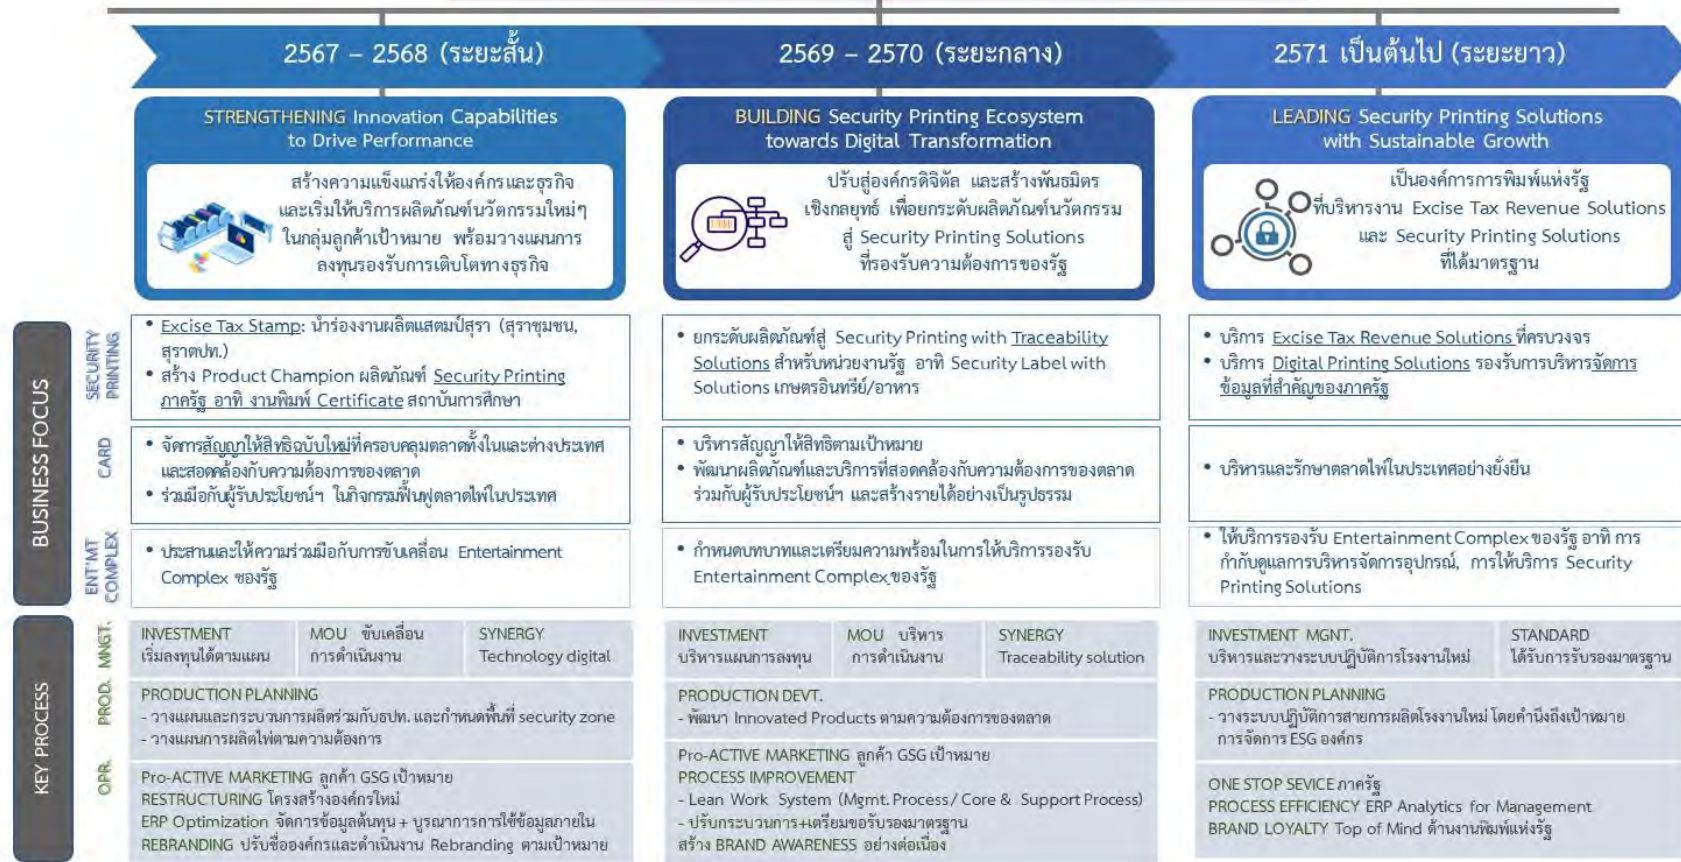 2567 – 2568 (ระยะสั้น)
2569 – 2570 (ระยะกลาง)
2571 เป็นต้นไป (ระยะยาว)
STRENGTHENING Innovation Capabilities
to Drive Performance
สร้างความแข็งแกร่งให้องค์กรและธุรกิจ
และเริ่มให้บริการผลิตภัณฑ์นวัตกรรมใหม่ๆ
ในกลุ่มลูกค้าเป้าหมาย พร้อมวางแผนการ
ลงทุนรองรับการเติบโตทางธุรกิจ
BUILDING Security Printing Ecosystem
towards Digital Transformation
ปรับสู่องค์กรดิจิตัล และสร้างพันธมิตร
เชิงกลยุทธ์ เพื่อยกระดับผลิตภัณฑ์นวัตกรรม
สู่ Security Printing Solutions
ที่รองรับความต้องการของรัฐ
LEADING Security Printing Solutions
with Sustainable Growth
เป็นองค์การการพิมพ์แห่งรัฐ
ที่บริหารงาน Excise Tax Revenue Solutions
และ Security Printing Solutions
ที่ได้มาตรฐาน
BUSINESS FOCUS
SECURITY
PRINTING
• Excise Tax Stamp: นำร่องงานผลิตแสตมป์สุรา (สุราชุมชน,
สุราตปท.)
• สร้าง Product Champion ผลิตภัณฑ์ Security Printing
ภาครัฐ อาทิ งานพิมพ์ Certificate สถาบันการศึกษา
• ยกระดับผลิตภัณฑ์สู่ Security Printing with Traceability
Solutions สำหรับหน่วยงานรัฐ อาทิ Security Label with
Solutions เกษตรอินทรีย์/อาหาร
• บริการ Excise Tax Revenue Solutions ที่ครบวงจร
• บริการ Digital Printing Solutions รองรับการบริหารจัดการ
ข้อมูลที่สำคัญของภาครัฐ
CARD
• จัดการสัญญาให้สิทธิฉบับใหม่ที่ครอบคลุมตลาดทั้งในและต่างประเทศ
และสอดคล้องกับความต้องการของตลาด
• ร่วมมือกับผู้รับประโยชน์ฯ ในกิจกรรมฟื้นฟูตลาดไพ่ในประเทศ
• บริหารสัญญาให้สิทธิตามเป้าหมาย
• พัฒนาผลิตภัณฑ์และบริการที่สอดคล้องกับความต้องการของตลาด
ร่วมกับผู้รับประโยชน์ฯ และสร้างรายได้อย่างเป็นรูปธรรม
• บริหารและรักษาตลาดไพ่ในประเทศอย่างยั่งยืน
ENT'MT
COMPLEX
• ประสานและให้ความร่วมมือกับการขับเคลื่อน Entertainment
Complex ของรัฐ
• กำหนดบทบาทและเตรียมความพร้อมในการให้บริการรองรับ
Entertainment Complex ของรัฐ
• ให้บริการรองรับ Entertainment Complex ของรัฐ อาทิ การ
กำกับดูแลการบริหารจัดการอุปกรณ์, การให้บริการ Security
Printing Solutions
KEY PROCESS
MNGT.
INVESTMENT
เริ่มลงทุนได้ตามแผน
MOU ขับเคลื่อน
การดำเนินงาน
SYNERGY
Technology digital
INVESTMENT
บริหารแผนการลงทุน
MOU บริหาร
การดำเนินงาน
SYNERGY
Traceability solution
INVESTMENT MGNT.
บริหารและวางระบบปฏิบัติการโรงงานใหม่
STANDARD
ได้รับการรับรองมาตรฐาน
PROD.
PRODUCTION PLANNING
- วางแผนและกระบวนการผลิตร่วมกับธปท. และกำหนดพื้นที่ security zone
- วางแผนการผลิตไพ่ตามความต้องการ
PRODUCTION DEVT.
- พัฒนา Innovated Products ตามความต้องการของตลาด
PRODUCTION PLANNING
- วางระบบปฏิบัติการสายการผลิตโรงงานใหม่ โดยคำนึงถึงเป้าหมาย
การจัดการ ESG องค์กร
OPR.
Pro-ACTIVE MARKETING ลูกค้า GSG เป้าหมาย
RESTRUCTURING โครงสร้างองค์กรใหม่
ERP Optimization จัดการข้อมูลต้นทุน + บูรณาการการใช้ข้อมูลภายใน
REBRANDING ปรับชื่อองค์กรและดำเนินงาน Rebranding ตามเป้าหมาย
Pro-ACTIVE MARKETING ลูกค้า GSG เป้าหมาย
PROCESS IMPROVEMENT
- Lean Work System (Mgmt. Process/ Core & Support Process)
- ปรับกระบวนการ+เตรียมขอรับรองมาตรฐาน
สร้าง BRAND AWARENESS อย่างต่อเนื่อง
ONE STOP SEVICE ภาครัฐ
PROCESS EFFICIENCY ERP Analytics for Management
BRAND LOYALTY Top of Mind ด้านงานพิมพ์แห่งรัฐ